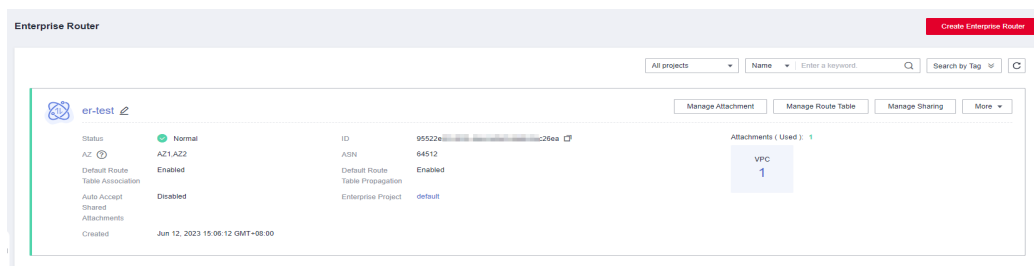 Enterprise Router
Create Enterprise Router
All projects
Name
Enter a keyword.
Search by Tag
er-test
Manage Attachment
Manage Route Table
Manage Sharing
More
Status
Normal
ID
95522e
c26ea
Attachments ( Used ): 1
AZ
AZ1,AZ2
ASN
64512
VPC
1
Default Route
Table Association
Enabled
Default Route
Table Propagation
Enabled
Auto Accept
Shared
Attachments
Disabled
Enterprise Project
default
Created
Jun 12, 2023 15:06:12 GMT+08:00